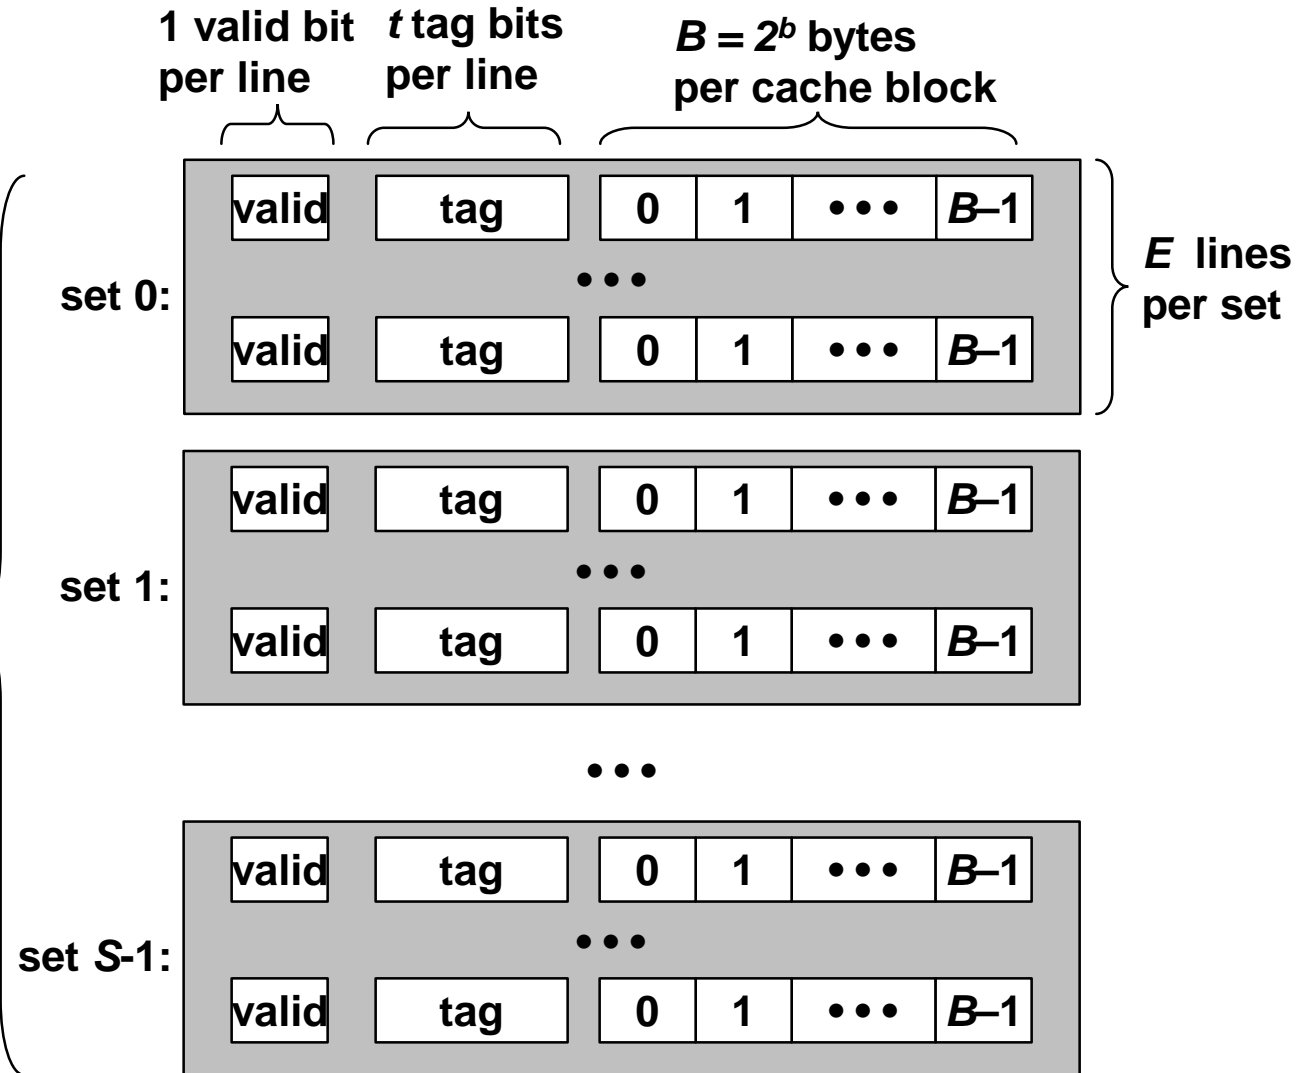 1 valid bit per line
t tag bits per line
B = 2^b bytes per cache block
set 0:
valid tag 0 1 ••• B–1
•••
valid tag 0 1 ••• B–1
E lines per set
set 1:
valid tag 0 1 ••• B–1
•••
valid tag 0 1 ••• B–1
•••
set S-1:
valid tag 0 1 ••• B–1
•••
valid tag 0 1 ••• B–1